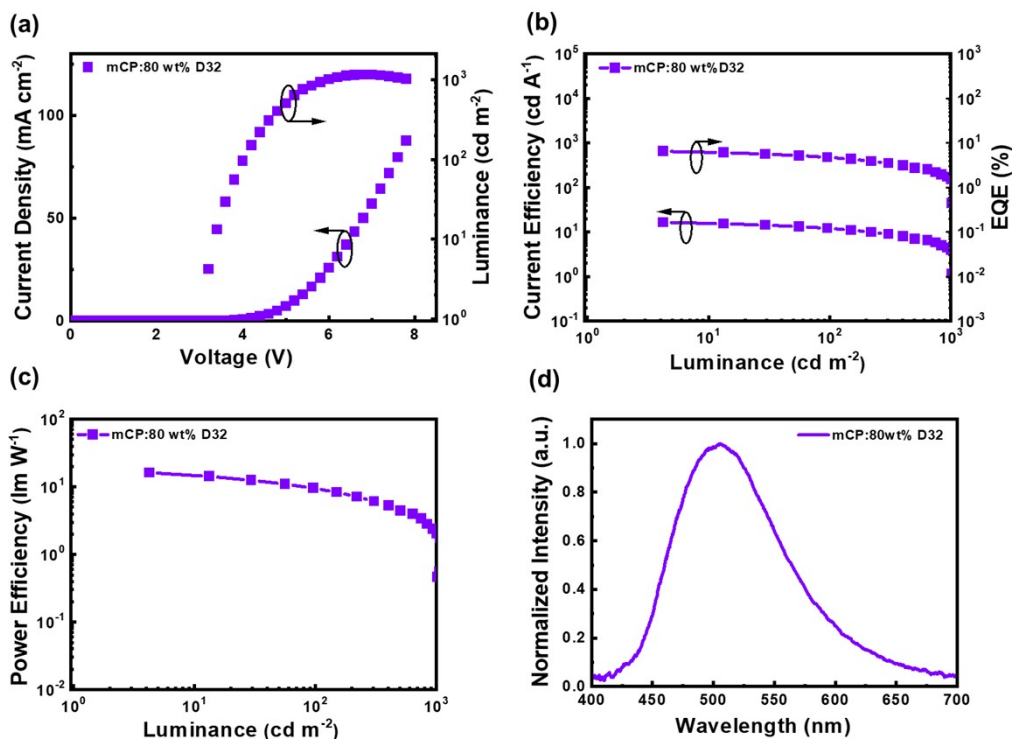 (a)
mCP:80 wt% D32
Current Density (mA cm⁻²)
100
50
0
0
2
4
6
8
Voltage (V)
10³
10²
10¹
10⁰
Luminance (cd m⁻²)
(b)
mCP:80 wt%D32
Current Efficiency (cd A⁻¹)
10⁵
10⁴
10³
10²
10¹
10⁰
10⁻¹
10⁰
10¹
10²
10³
Luminance (cd m⁻²)
10³
10²
10¹
10⁰
10⁻¹
10⁻²
10⁻³
EQE (%)
(c)
mCP:80 wt% D32
Power Efficiency (lm W⁻¹)
10²
10¹
10⁰
10⁻¹
10⁻²
10⁰
10¹
10²
10³
Luminance (cd m⁻²)
(d)
mCP:80wt% D32
Normalized Intensity (a.u.)
1.0
0.8
0.6
0.4
0.2
0.0
400
450
500
550
600
650
700
Wavelength (nm)